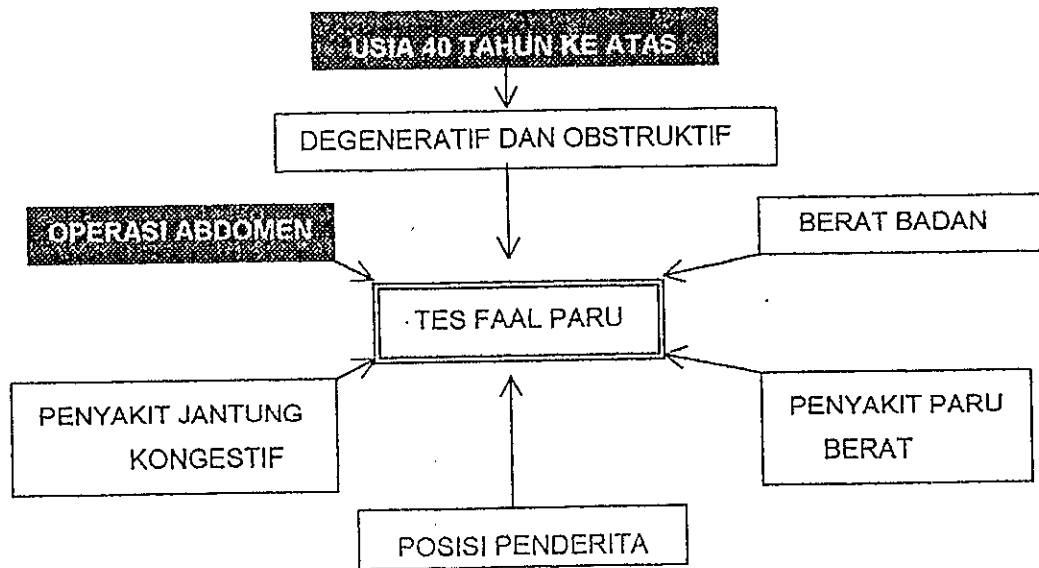 USIA 40 TAHUN KE ATAS
DEGENERATIF DAN OBSTRUKTIF
OPERASI ABDOMEN
BERAT BADAN
TES FAAL PARU
PENYAKIT JANTUNG
KONGESTIF
PENYAKIT PARU
BERAT
POSISI PENDERITA